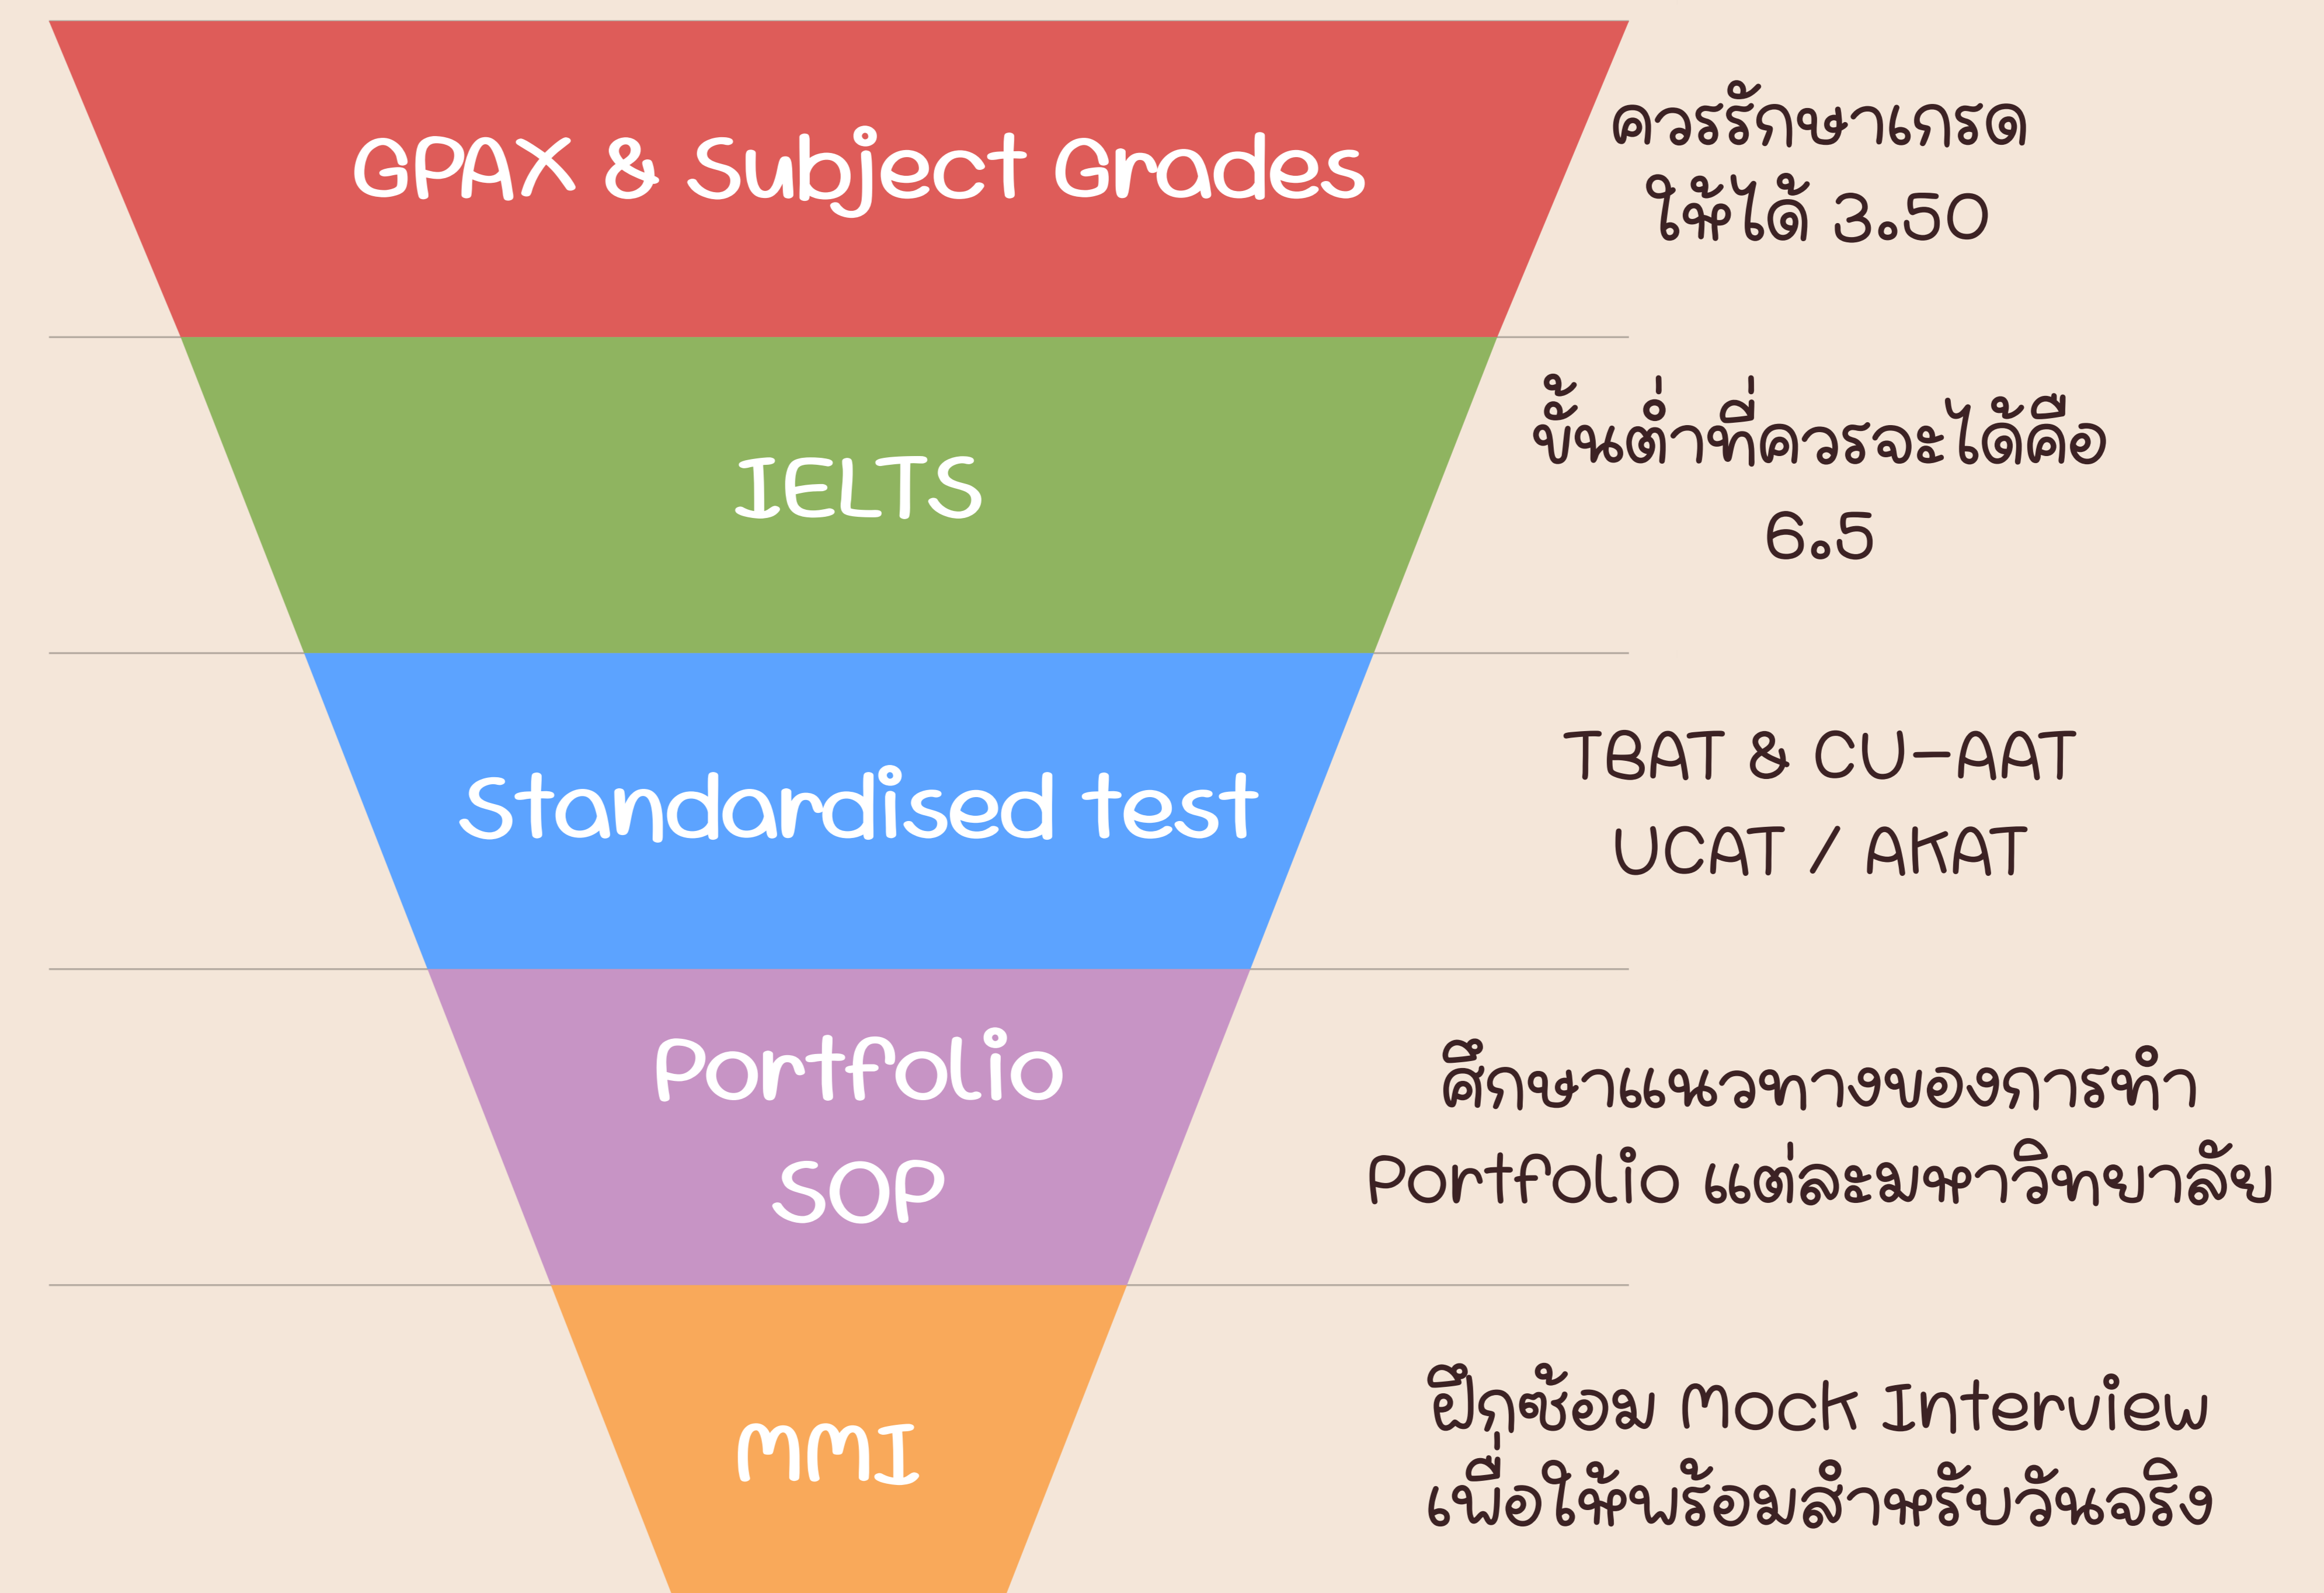 GPAX & Subject Grades
ควรรักษาเกรด
ให้ได้ 3.50
IELTS
ขั้นต่ำที่ควรจะได้คือ
6.5
Standardised test
TBAT & CU-AAT
UCAT / AKAT
Portfolio
SOP
ศึกษาแนวทางของการทำ
Portfolio แต่ละมหาวิทยาลัย
MMI
ฝึกซ้อม Mock Interview
เพื่อให้พร้อมสำหรับวันจริง